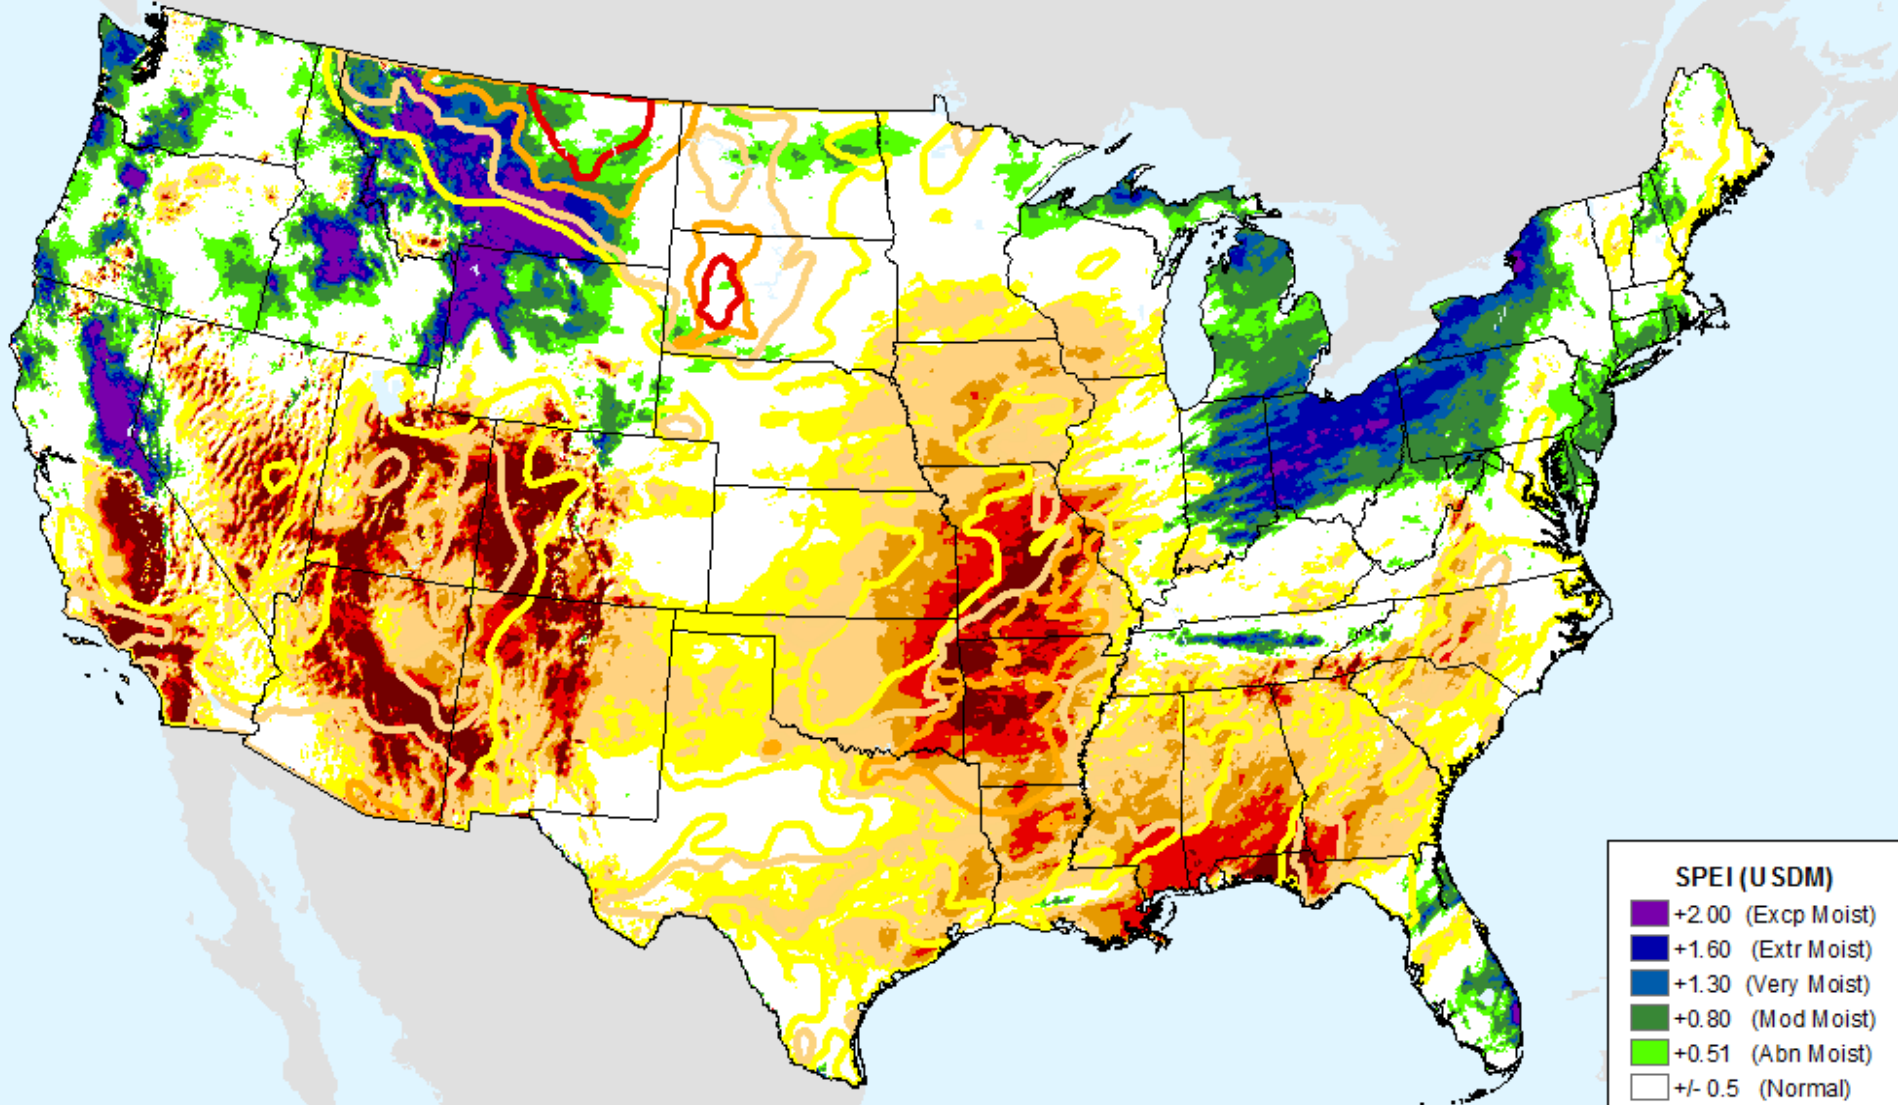 SPEI (USDM)
+2.00 (Excp Moist)
+1.60 (Extr Moist)
+1.30 (Very Moist)
+0.80 (Mod Moist)
+0.51 (Abn Moist)
+/- 0.5 (Normal)